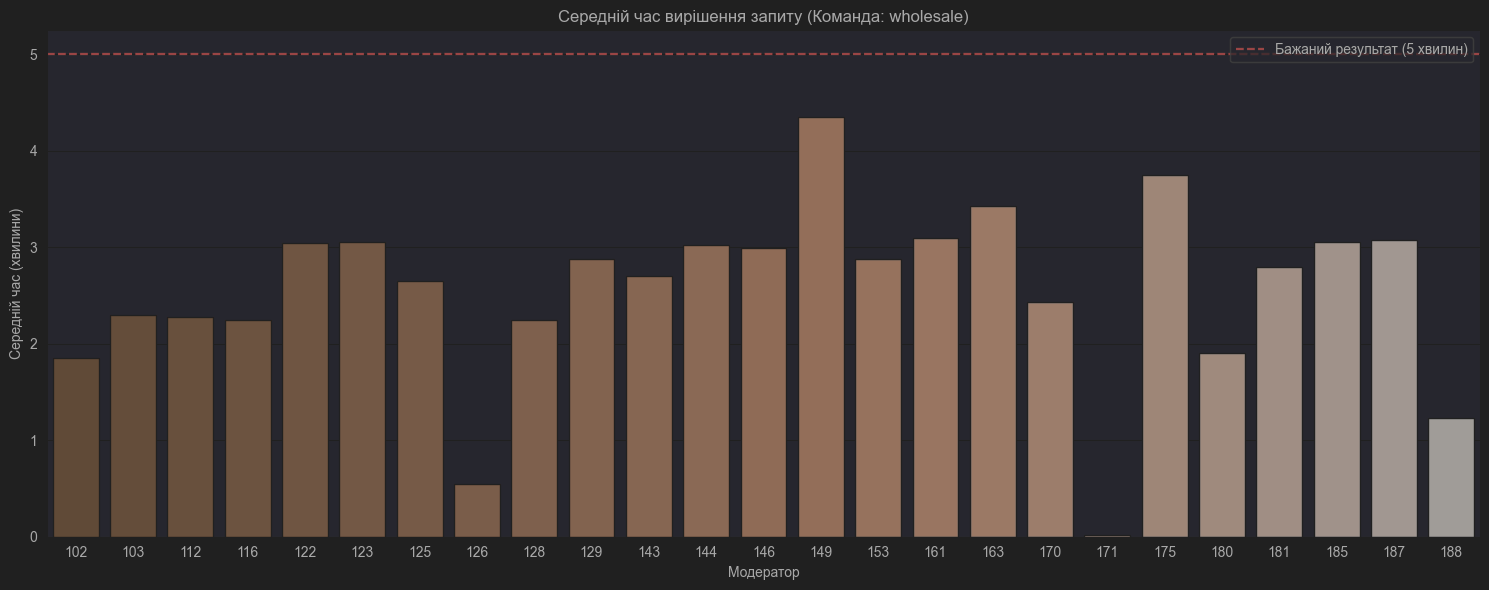 Середній час вирішення запиту (Команда: wholesale)
Бажаний результат (5 хвилин)
Середній час (хвилини)
5
4
3
2
1
0
102 103 112 116 122 123 125 126 128 129 143 144 146 149 153 161 163 170 171 175 180 181 185 187 188
Модератор